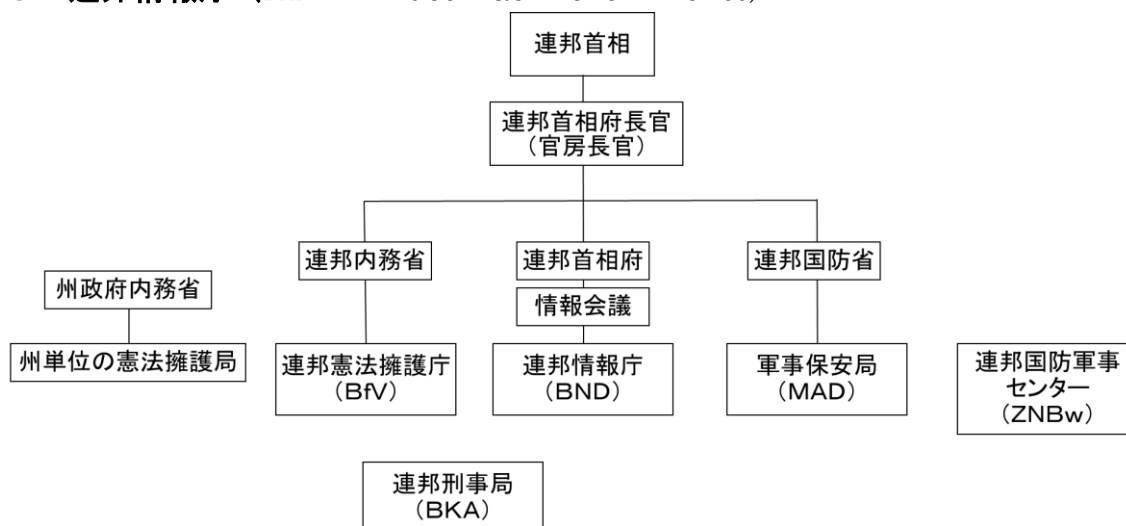 連邦首相
連邦首相府長官
（官房長官）
連邦内務省
連邦首相府
連邦国防省
州政府内務省
情報会議
州単位の憲法擁護局
連邦憲法擁護庁
（BfV）
連邦情報庁
（BND）
軍事保安局
（MAD）
連邦国防軍事
センター
（ZNBw）
連邦刑事局
（BKA）